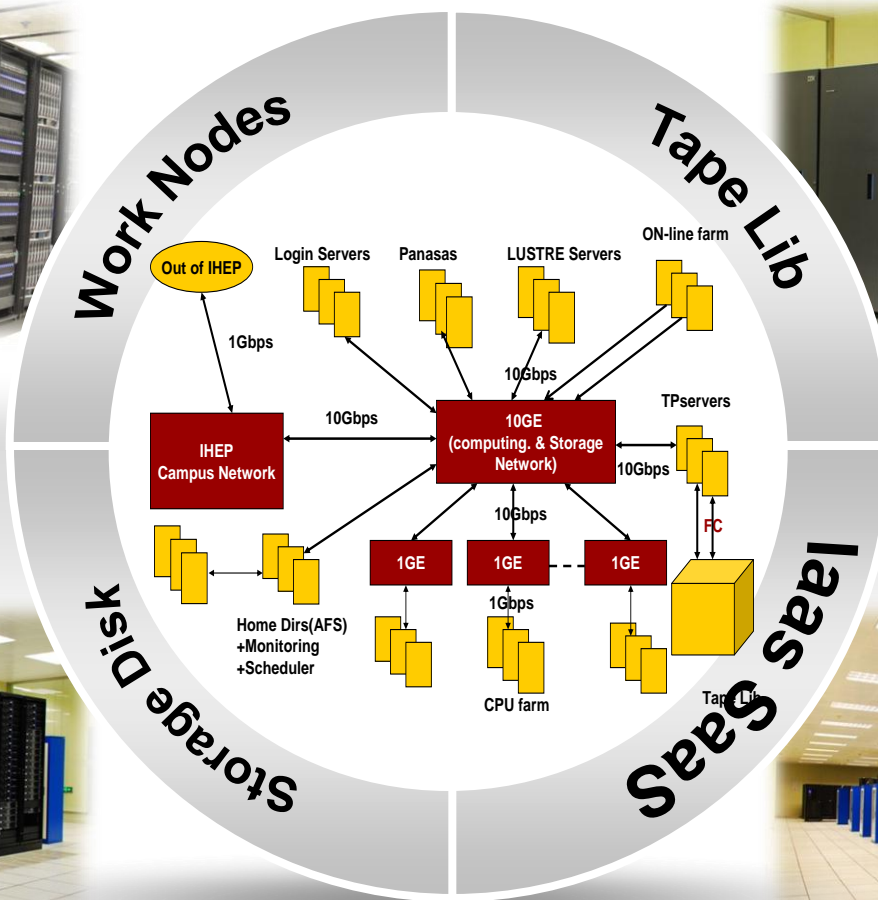 Work Nodes
Tape Lib
ON-line farm
Login Servers
Panasas
LUSTRE Servers
Out of IHEP
1Gbps
10Gbps
TPservers
10Gbps
10GE
(computing. & Storage
Network)
IHEP
Campus Network
10Gbps
10Gbps
FC
1GE
1GE
1GE
1Gbps
Home Dirs(AFS)
+Monitoring
+Scheduler
CPU farm
Tape Lib
Storage Disk
Iaas SaaS